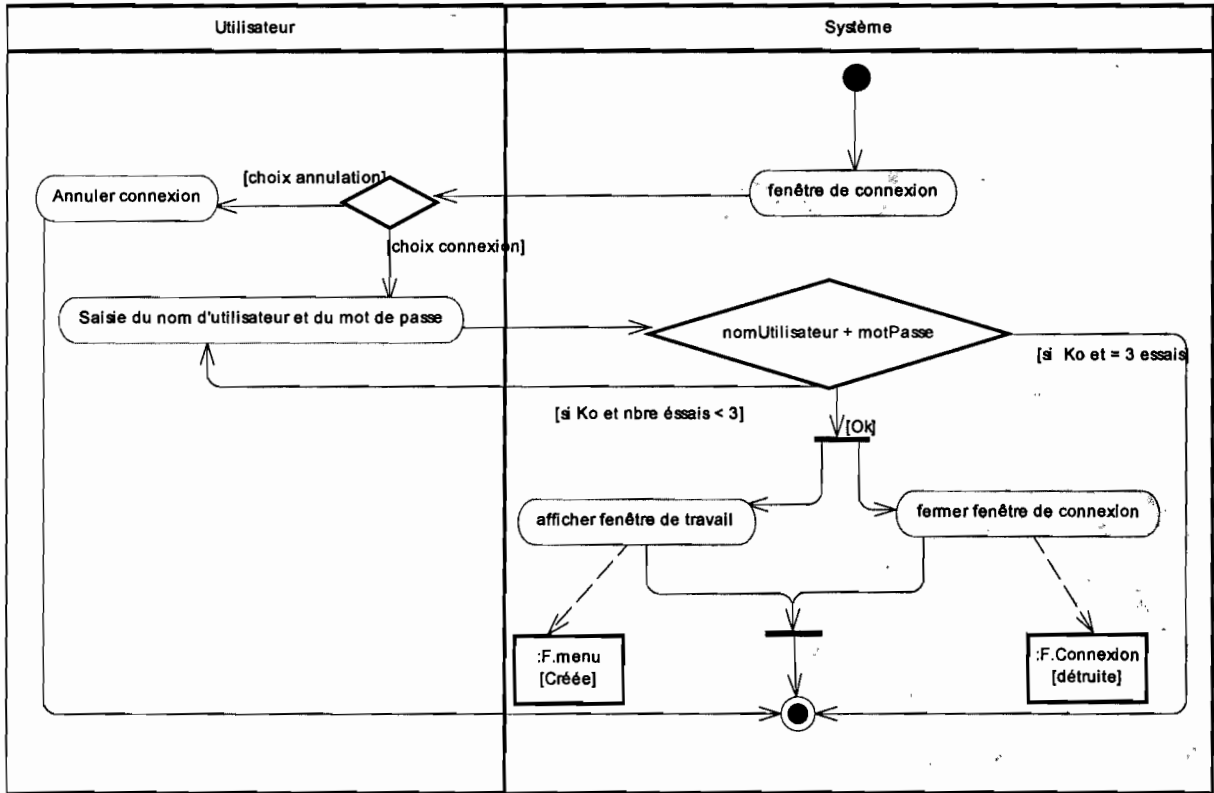 Utilisateur
Système
[choix annulation]
Annuler connexion
fenêtre de connexion
[choix connexion]
Saisie du nom d'utilisateur et du mot de passe
nomUtilisateur + motPasse
[si Ko et = 3 essais
[si Ko et nbre éssais < 3]
[Ok]
afficher fenêtre de travail
fermer fenêtre de connexion
:F.menu
[Créée]
:F.Connexion
[détruite]